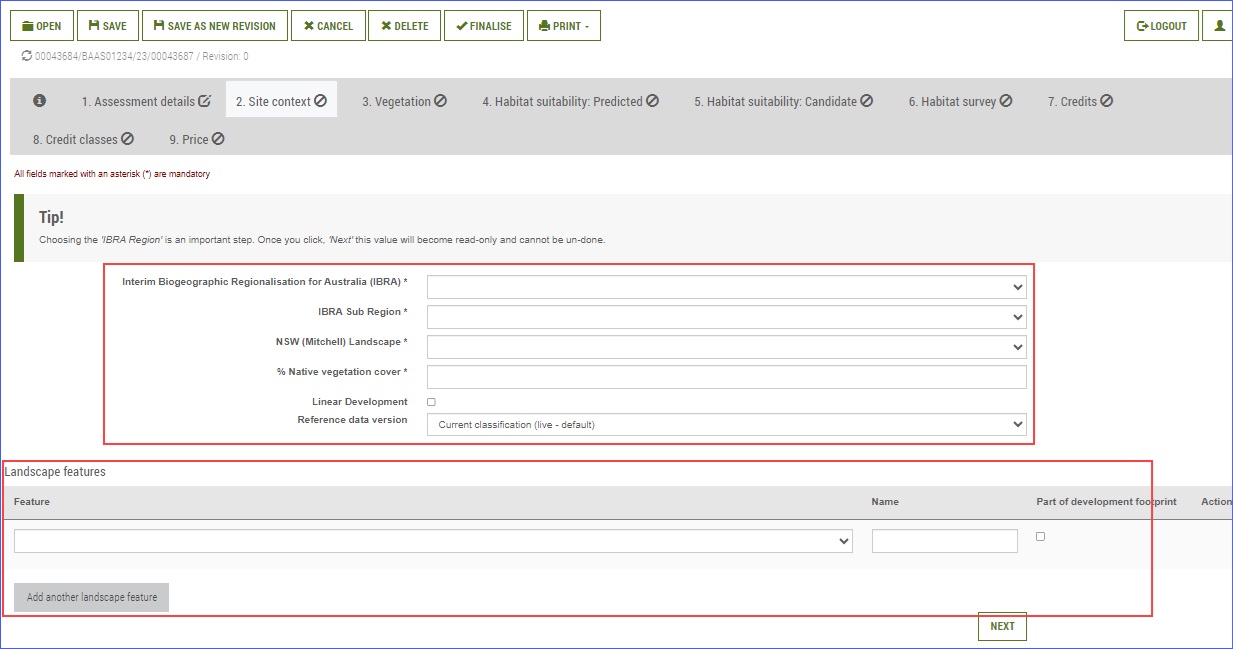 OPEN SAVE SAVE AS NEW REVISION CANCEL DELETE FINALISE PRINT LOGOUT
00043684/BAAS01234/23/00043687 / Revision: 0
1. Assessment details 2. Site context 3. Vegetation 4. Habitat suitability: Predicted 5. Habitat suitability: Candidate 6. Habitat survey 7. Credits
8. Credit classes 9. Price
All fields marked with an asterisk (*) are mandatory
Tip!
Choosing the 'IBRA Region' is an important step. Once you click, 'Next' this value will become read-only and cannot be un-done.
Interim Biogeographic Regionalisation for Australia (IBRA) *
IBRA Sub Region *
NSW (Mitchell) Landscape *
% Native vegetation cover *
Linear Development
Reference data version Current classification (live - default)
Landscape features
Feature Name Part of development footprint Action
Add another landscape feature
NEXT